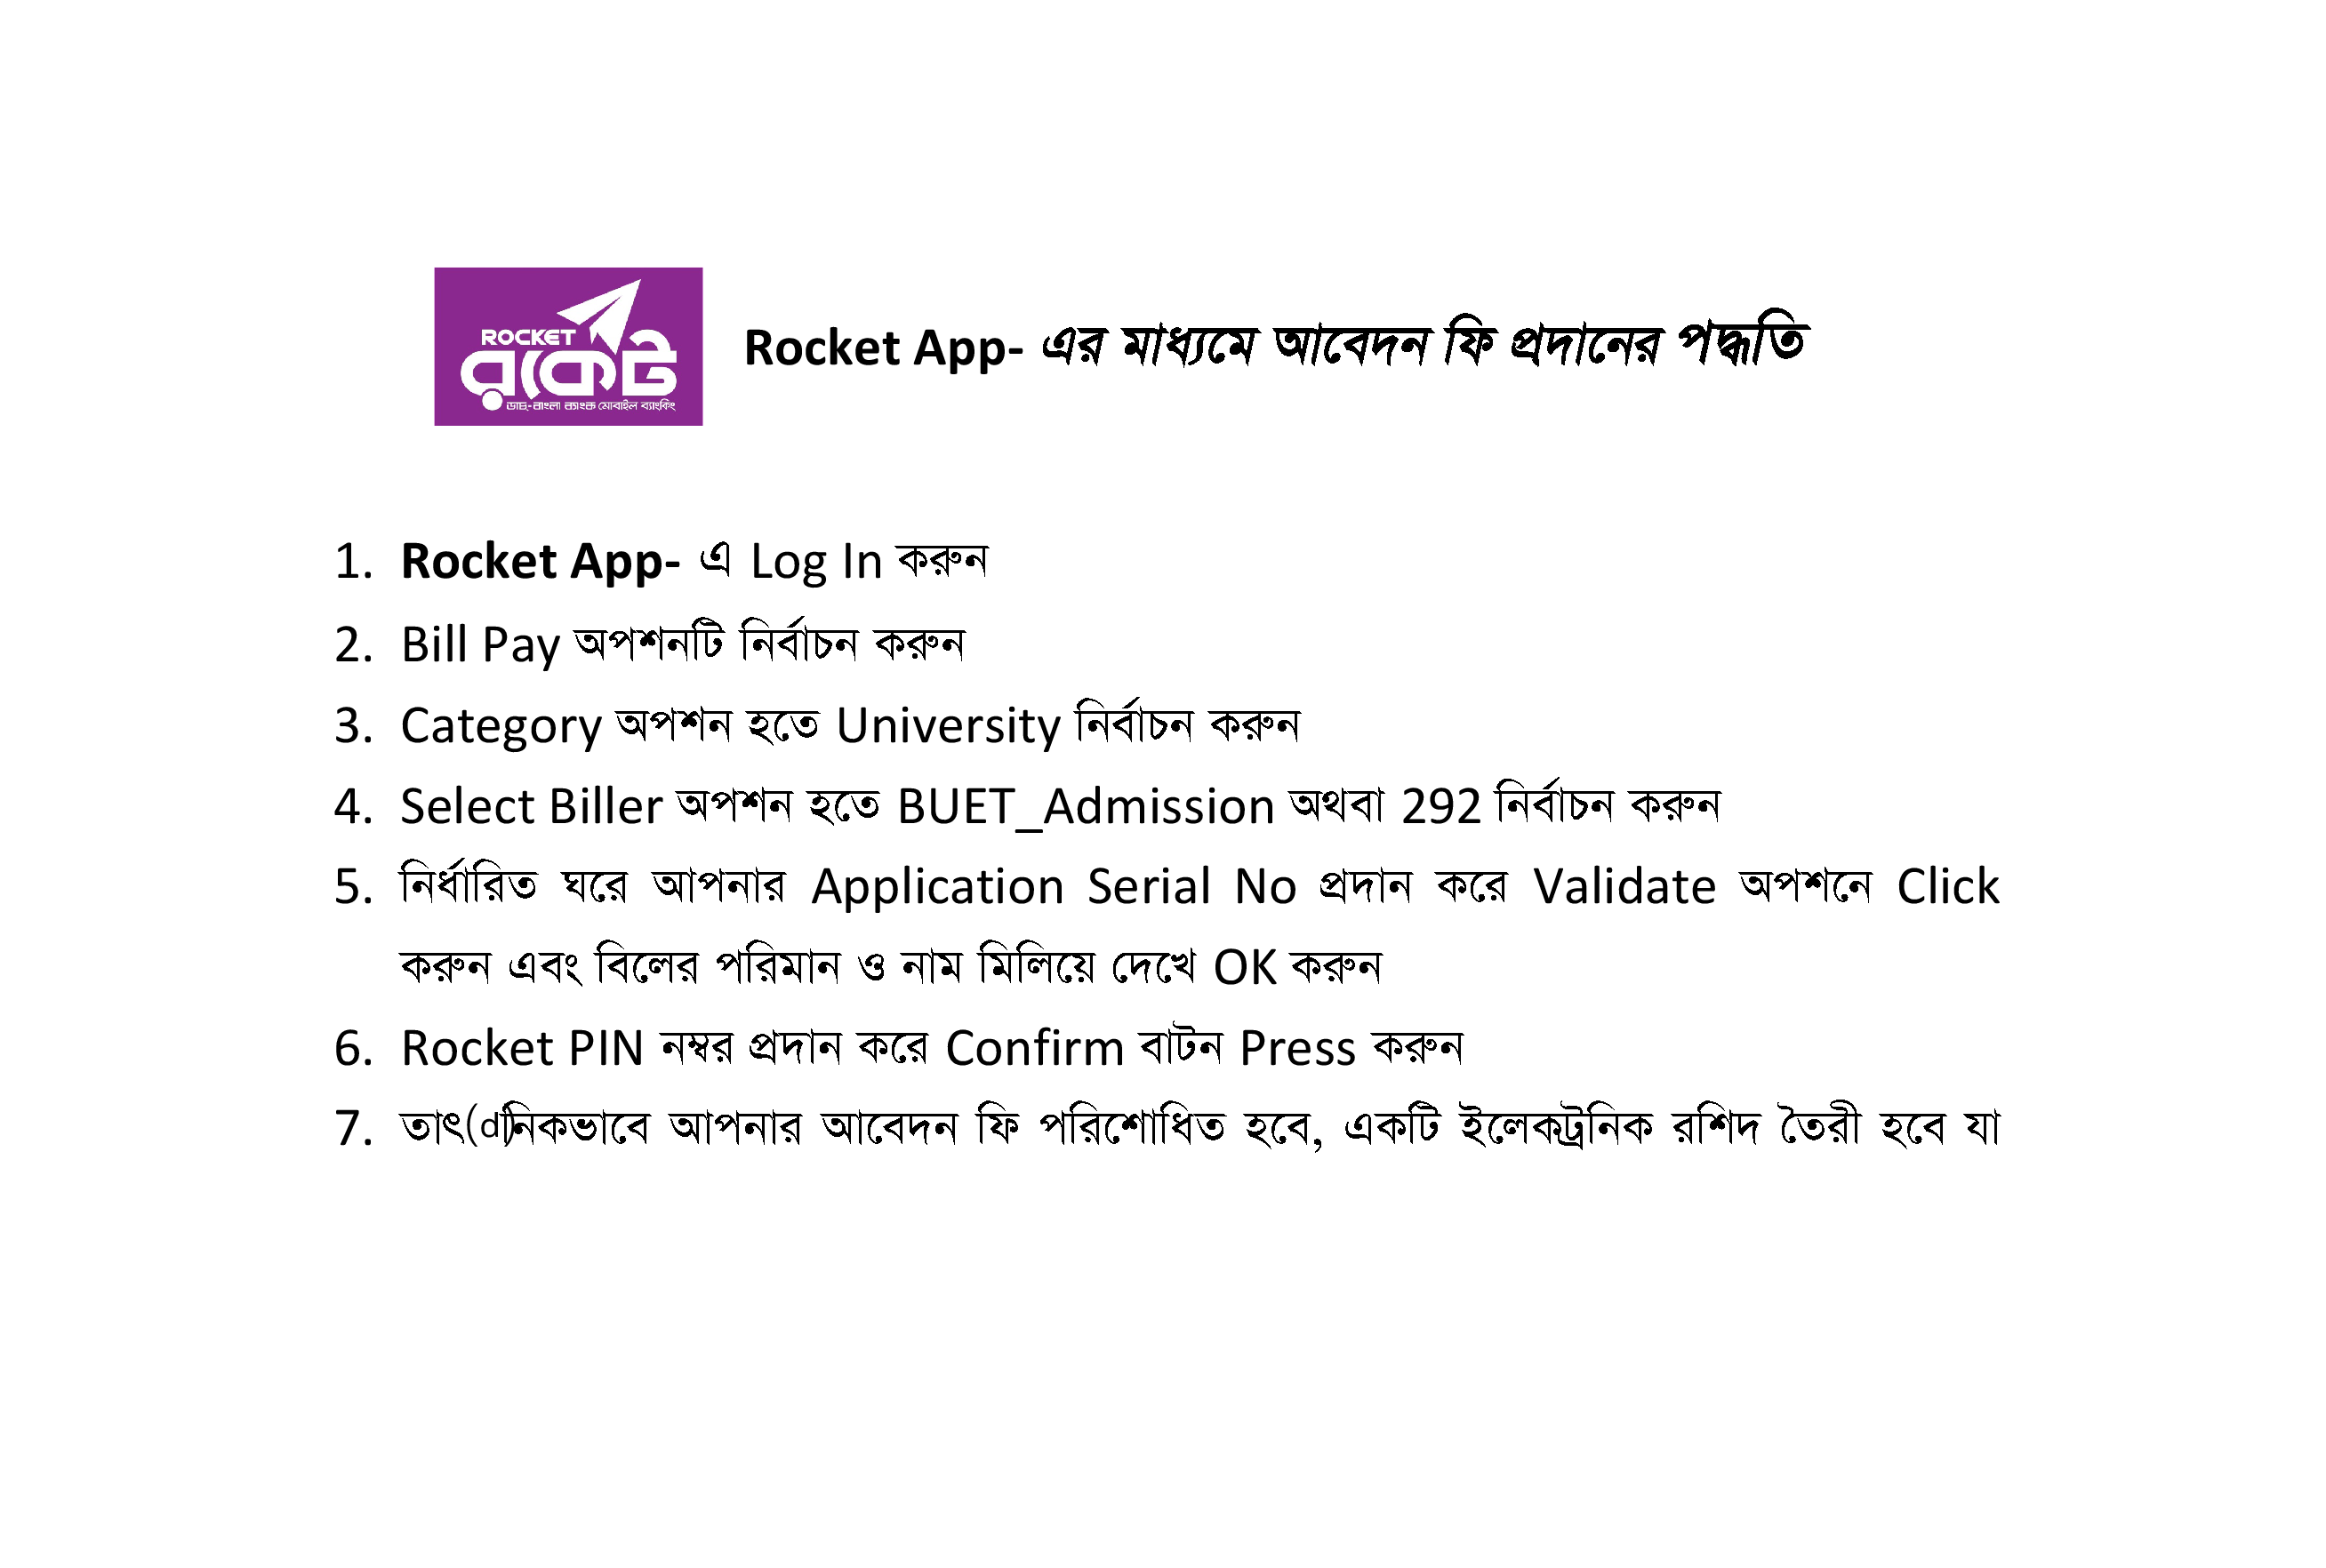 ROCKET
রকেট
ডাচ্-বাংলা ব্যাংক মোবাইল ব্যাংকিং
Rocket App- এর মাধ্যমে আবেদন ফি প্রদানের পদ্ধতি
1. Rocket App- এ Log In করুন
2. Bill Pay অপশনটি নির্বাচন করুন
3. Category অপশন হতে University নির্বাচন করুন
4. Select Biller অপশন হতে BUET_Admission অথবা 292 নির্বাচন করুন
5. নির্ধারিত ঘরে আপনার Application Serial No প্রদান করে Validate অপশনে Click
করুন এবং বিলের পরিমান ও নাম মিলিয়ে দেখে OK করুন
6. Rocket PIN নম্বর প্রদান করে Confirm বাটন Press করুন
7. আপনার আবেদন ফি পরিশোধিত হবে, একটি ইলেকট্রনিক রশিদ তৈরী হবে যা